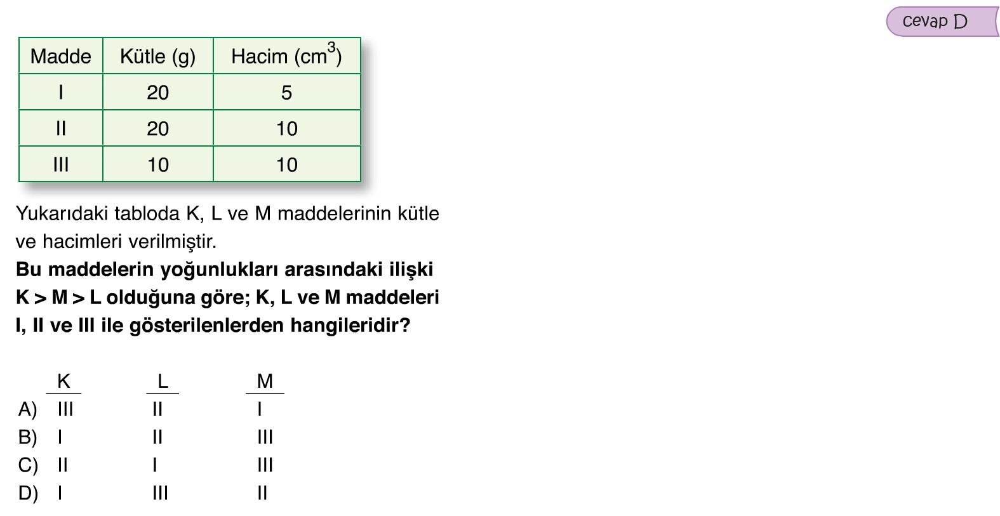 cevap D
Madde Kütle (g) Hacim (cm³)
I 20 5
II 20 10
III 10 10
Yukarıdaki tabloda K, L ve M maddelerinin kütle
ve hacimleri verilmiştir.
Bu maddelerin yoğunlukları arasındaki ilişki
K > M > L olduğuna göre; K, L ve M maddeleri
I, II ve III ile gösterilenlerden hangileridir?
K L M
A) III II I
B) I II III
C) II I III
D) I III II